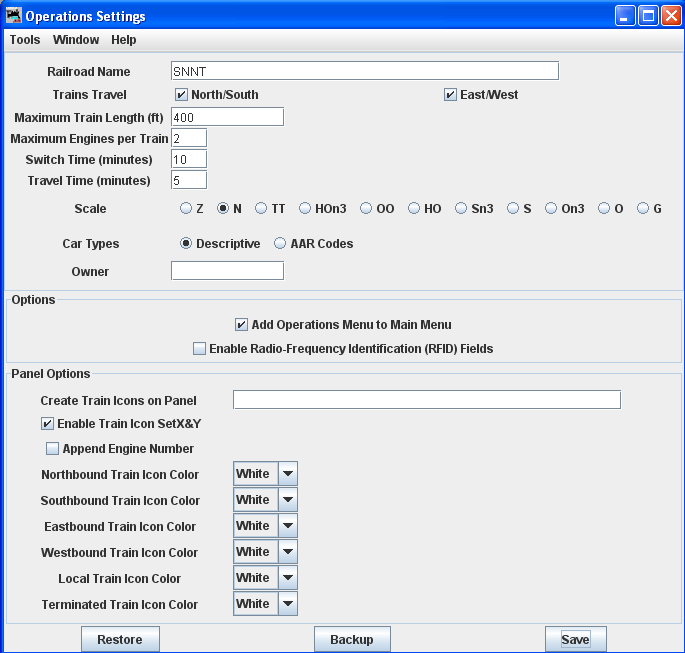 Operations Settings
Tools Window Help
Railroad Name SNNT
Trains Travel North/South East/West
Maximum Train Length (ft) 400
Maximum Engines per Train 2
Switch Time (minutes) 10
Travel Time (minutes) 5
Scale Z N TT HOn3 OO HO Sn3 S On3 O G
Car Types Descriptive AAR Codes
Owner
Options
Add Operations Menu to Main Menu
Enable Radio-Frequency Identification (RFID) Fields
Panel Options
Create Train Icons on Panel
Enable Train Icon SetX&Y
Append Engine Number
Northbound Train Icon Color White
Southbound Train Icon Color White
Eastbound Train Icon Color White
Westbound Train Icon Color White
Local Train Icon Color White
Terminated Train Icon Color White
Restore Backup Save